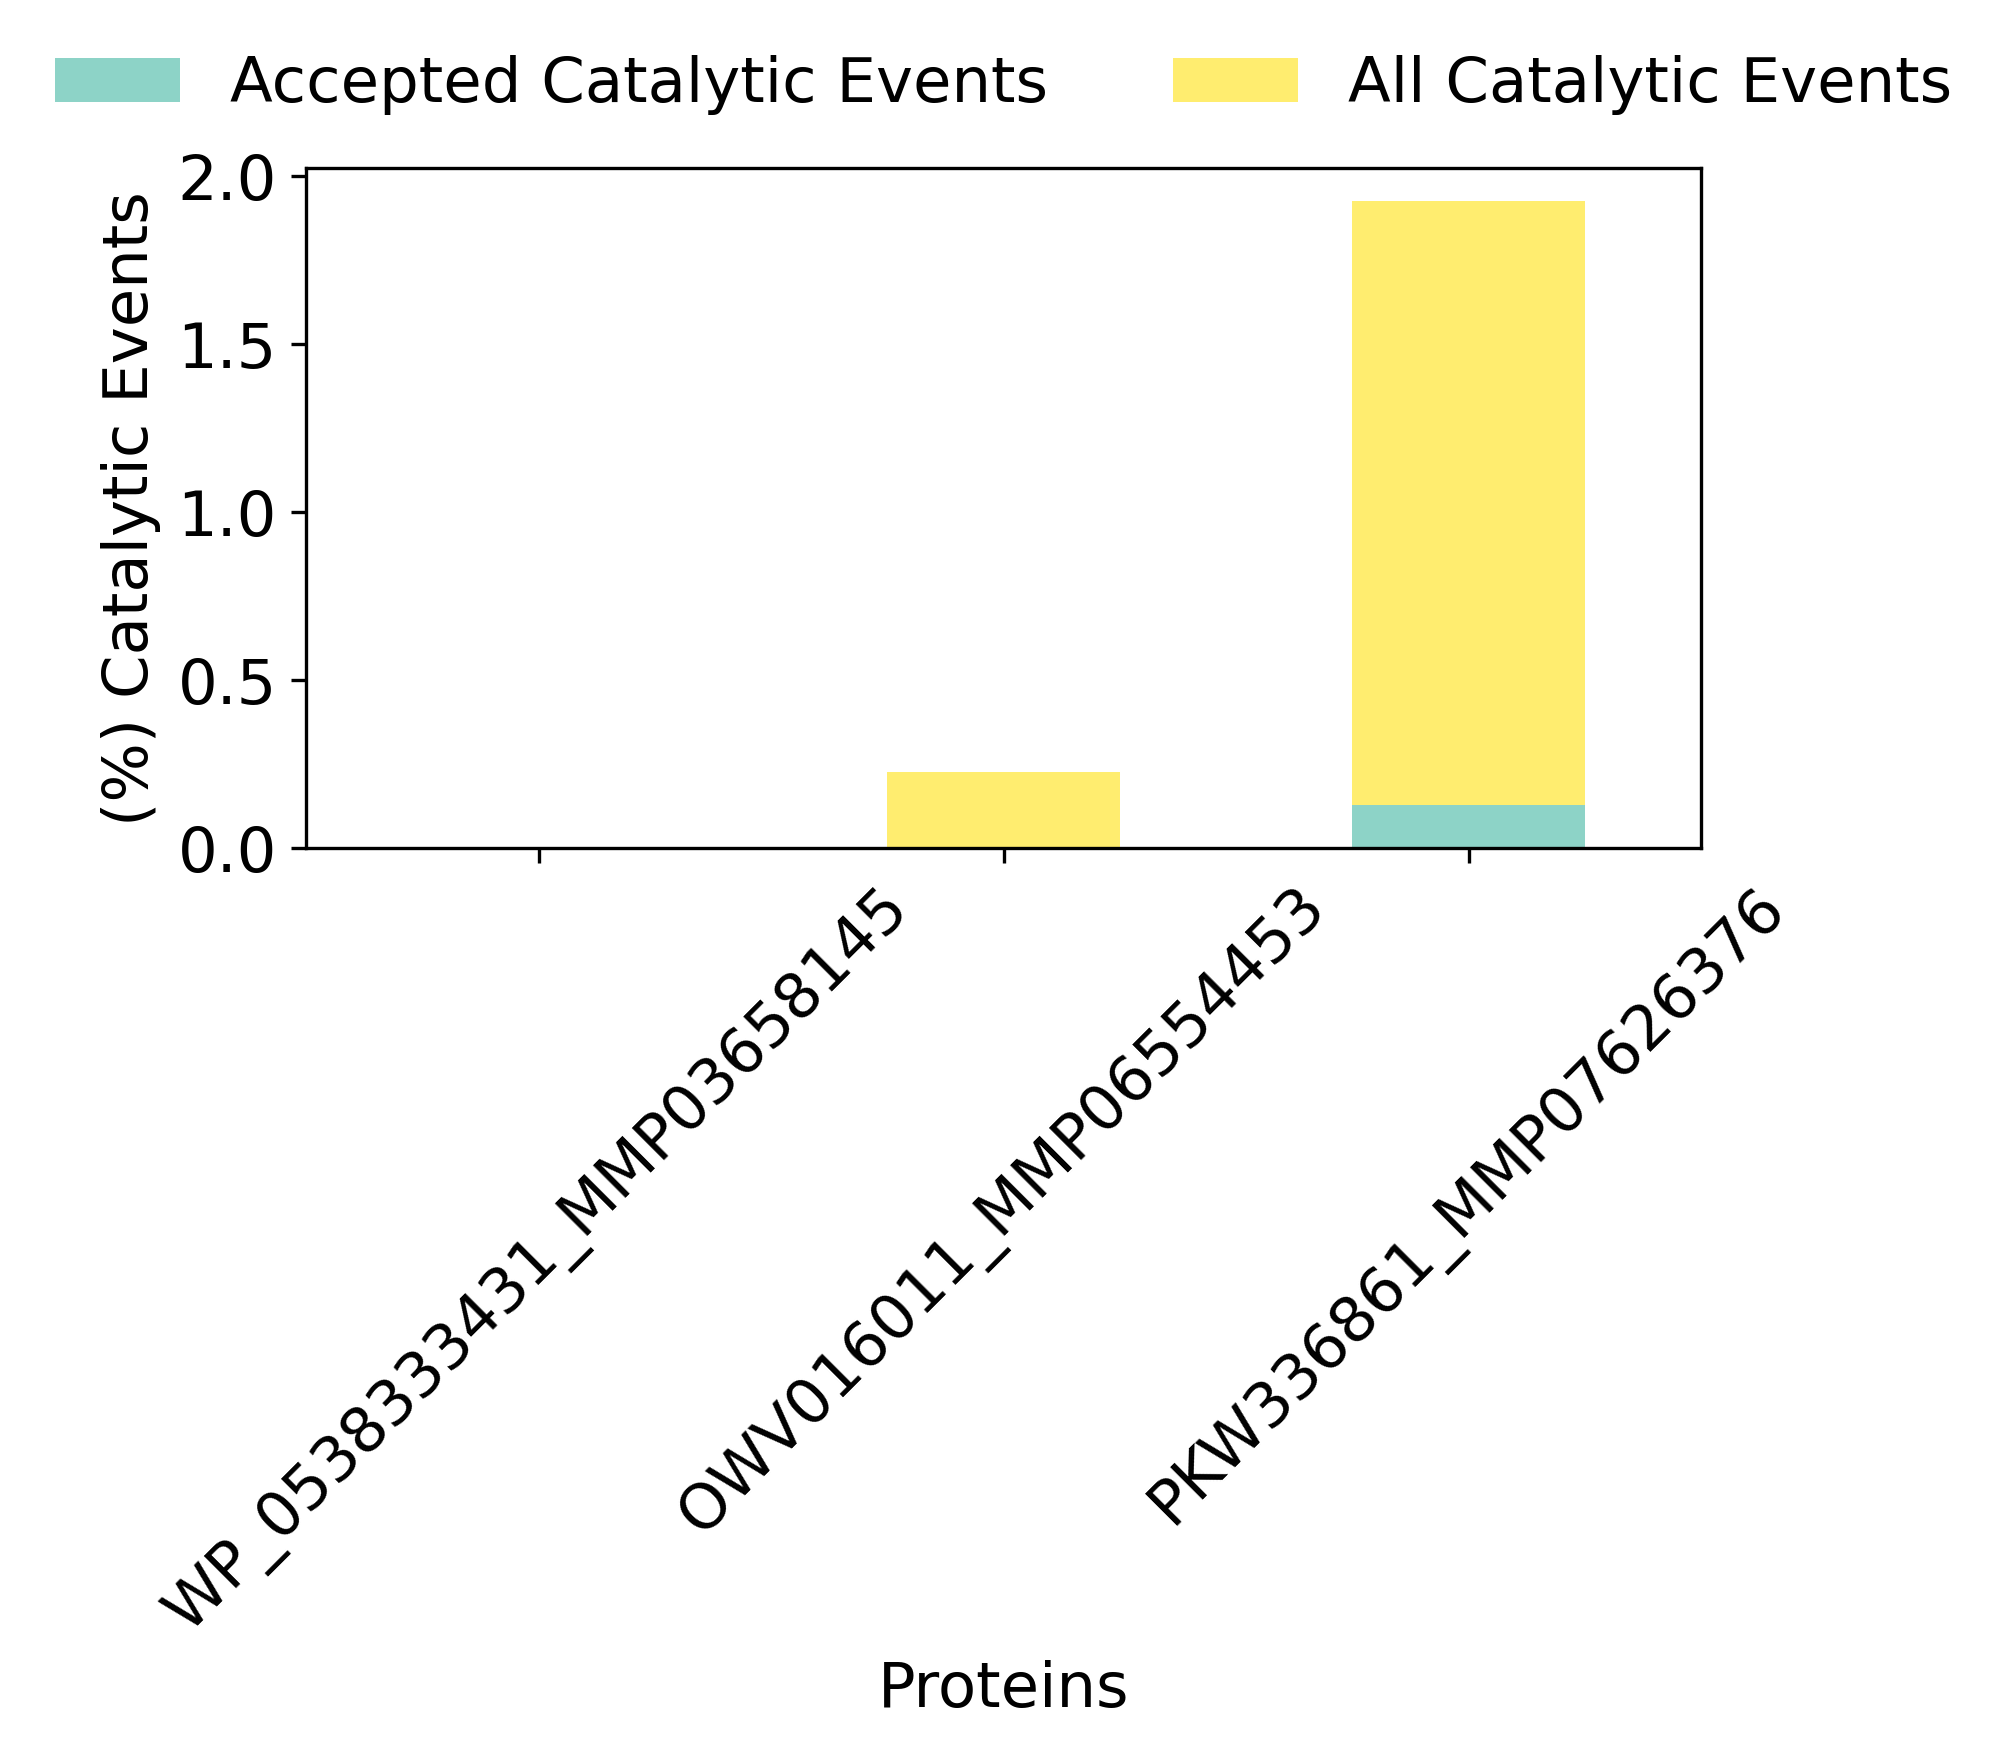 Accepted Catalytic Events
All Catalytic Events
(%) Catalytic Events
2.0
1.5
1.0
0.5
0.0
WP_053833431_MMP03658145
OWV016011_MMP06554453
PKW336861_MMP07626376
Proteins